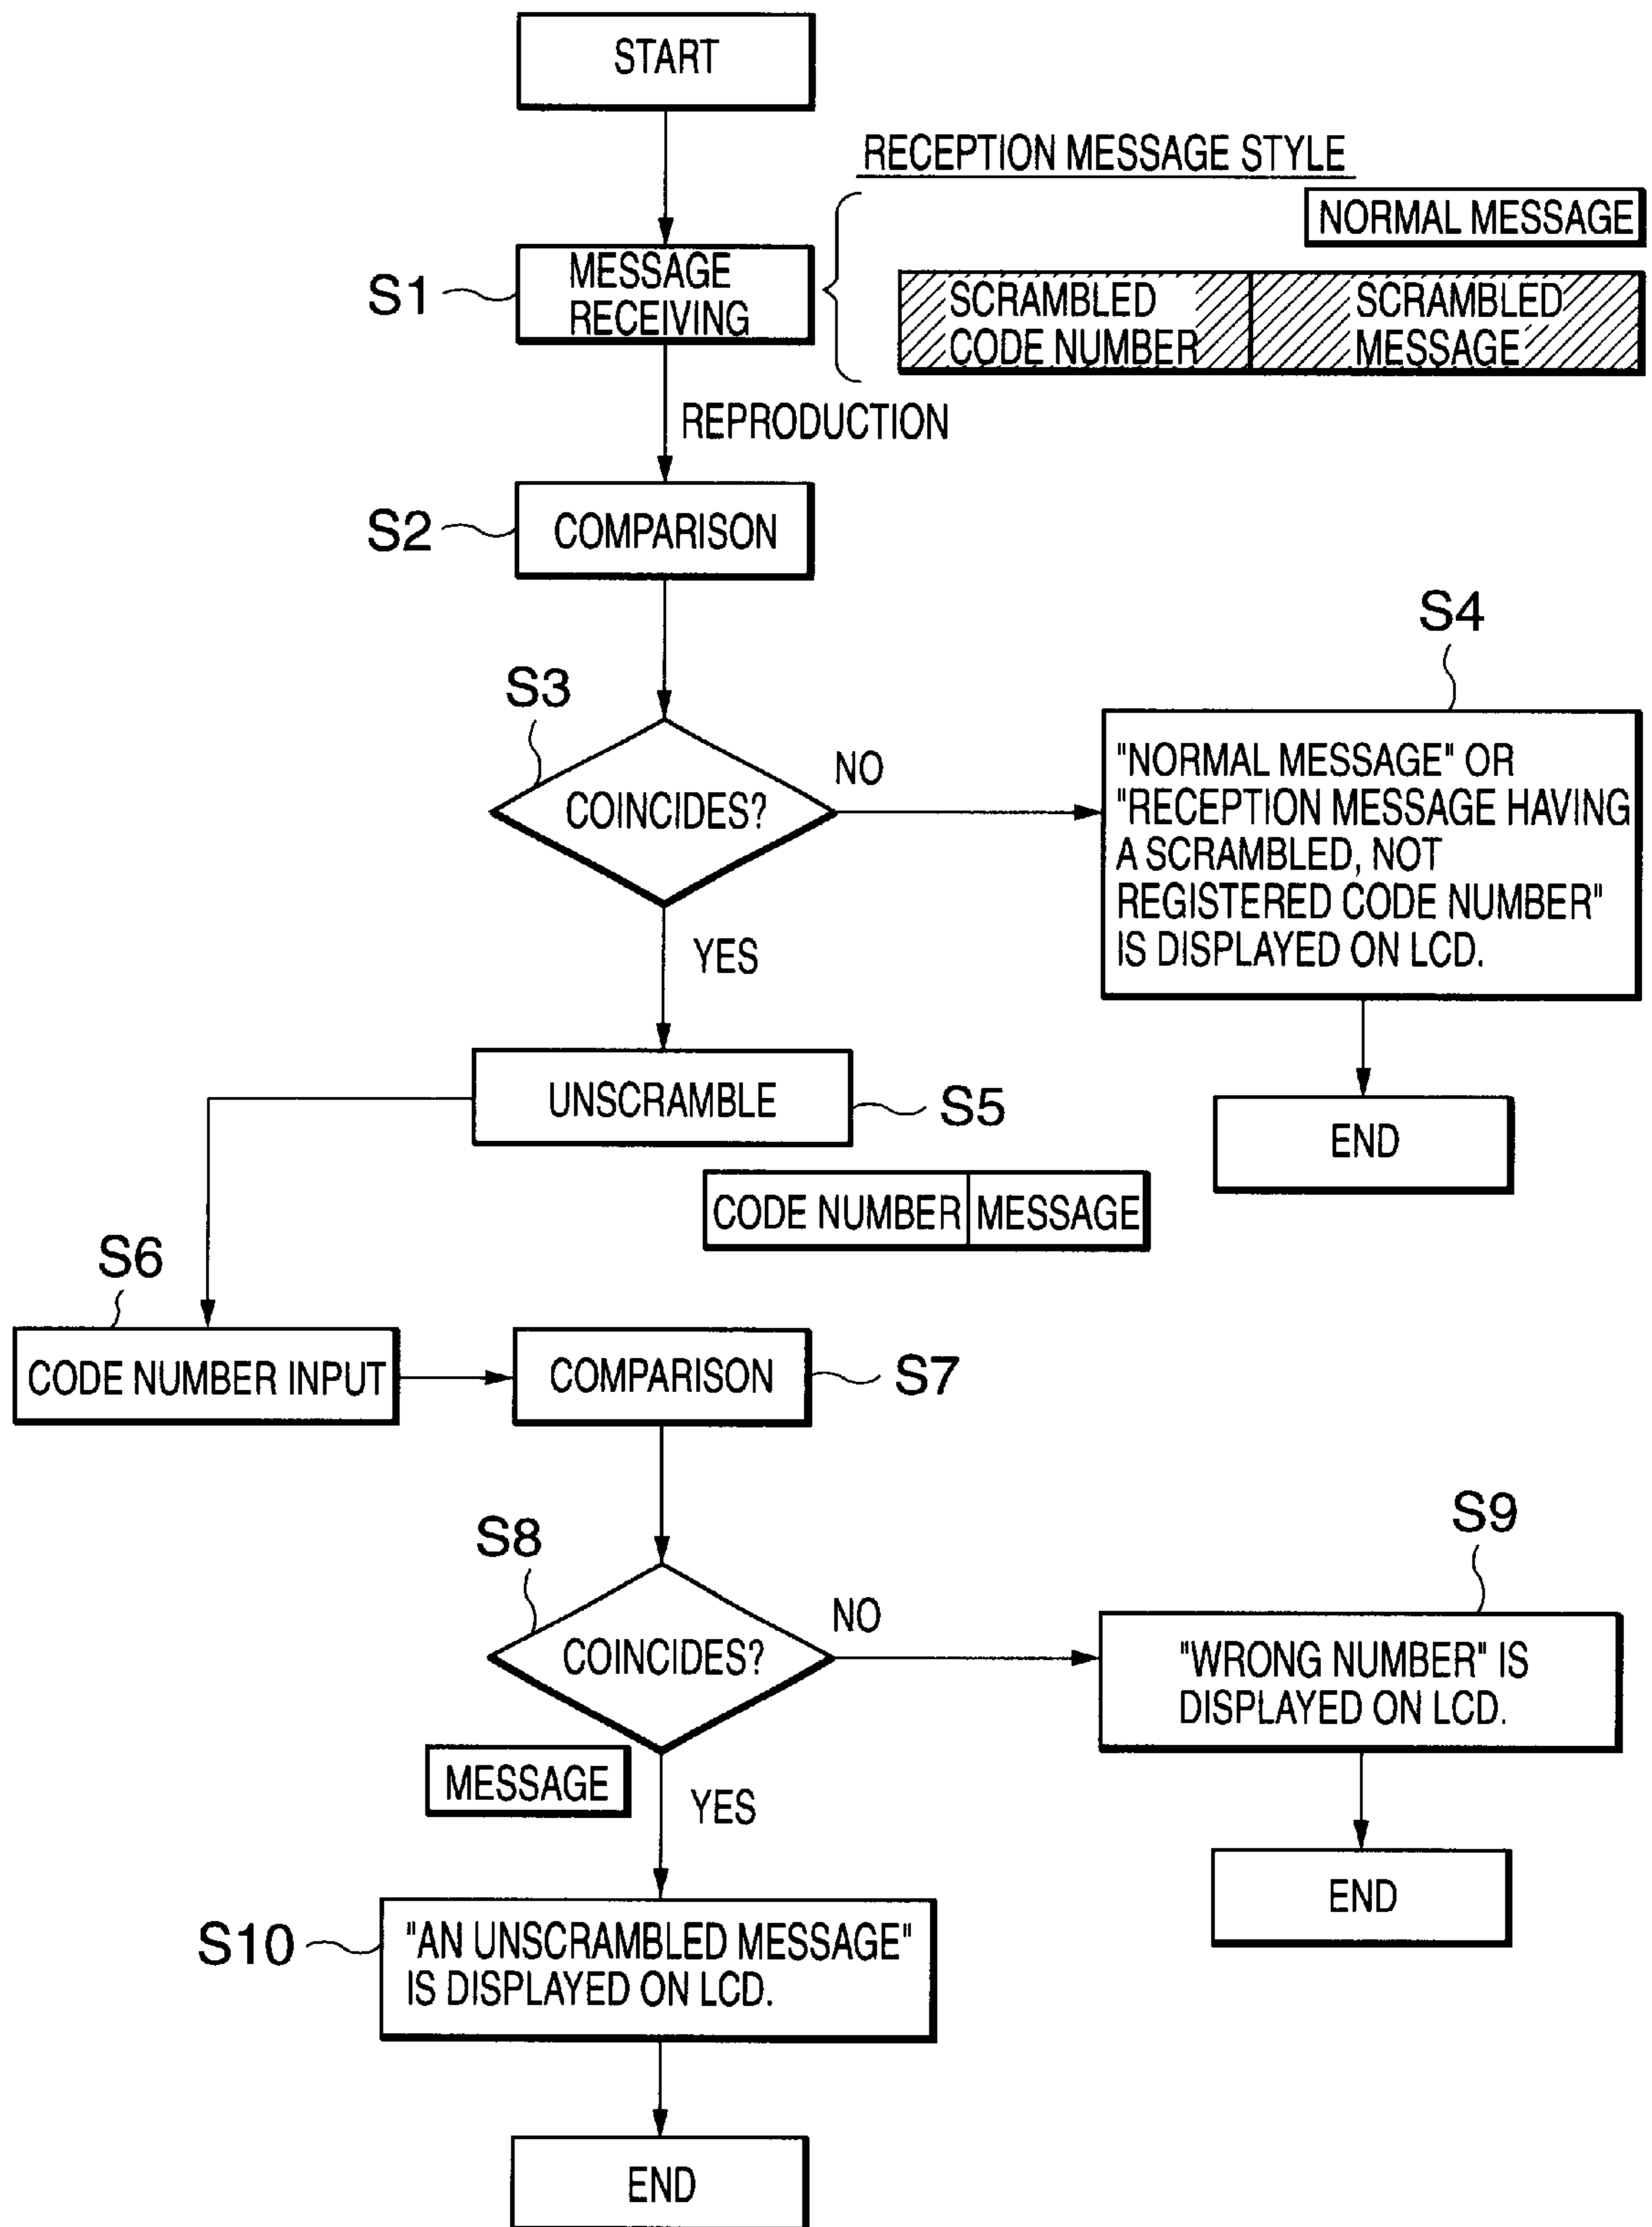 START
RECEPTION MESSAGE STYLE
NORMAL MESSAGE
S1
MESSAGE
RECEIVING
SCRAMBLED
CODE NUMBER
SCRAMBLED
MESSAGE
REPRODUCTION
S2
COMPARISON
S3
COINCIDES?
NO
S4
"NORMAL MESSAGE" OR
"RECEPTION MESSAGE HAVING
A SCRAMBLED, NOT
REGISTERED CODE NUMBER"
IS DISPLAYED ON LCD.
END
YES
UNSCRAMBLE
S5
CODE NUMBER MESSAGE
S6
CODE NUMBER INPUT
COMPARISON
S7
S8
COINCIDES?
NO
S9
"WRONG NUMBER" IS
DISPLAYED ON LCD.
END
MESSAGE
YES
S10
"AN UNSCRAMBLED MESSAGE"
IS DISPLAYED ON LCD.
END